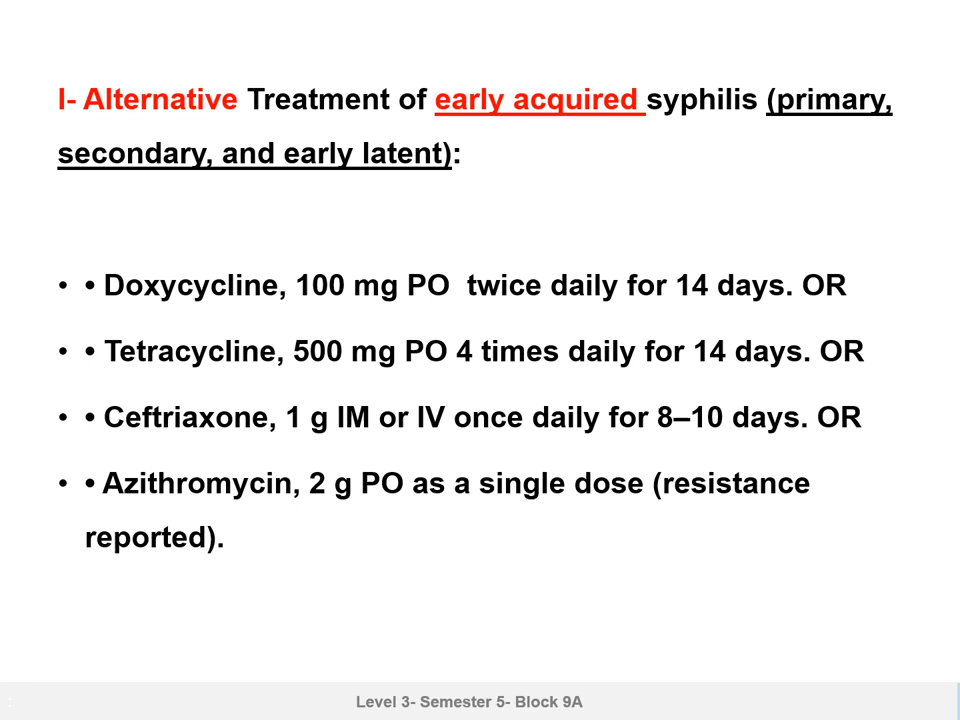 I- Alternative Treatment of early acquired syphilis (primary,
secondary, and early latent):
• • Doxycycline, 100 mg PO  twice daily for 14 days. OR
• • Tetracycline, 500 mg PO 4 times daily for 14 days. OR
• • Ceftriaxone, 1 g IM or IV once daily for 8–10 days. OR
• • Azithromycin, 2 g PO as a single dose (resistance
reported).
Level 3- Semester 5- Block 9A